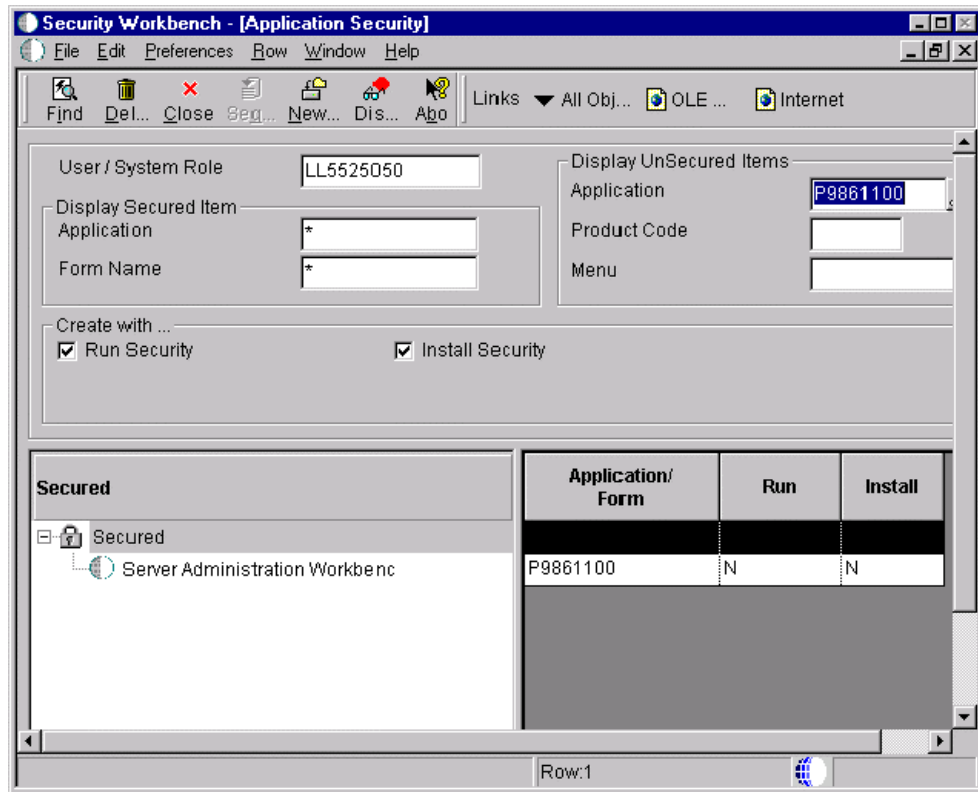 Security Workbench - [Application Security]
File Edit Preferences Row Window Help
Find Del... Close Seq... New... Dis... Abo Links All Obj... OLE ... Internet
User / System Role LL5525050
Display Secured Item
Application *
Form Name *
Display UnSecured Items
Application P9861100
Product Code
Menu
Create with ...
Run Security Install Security
Secured Application/ Form Run Install
Secured
Server Administration Workbenc P9861100 N N
Row:1